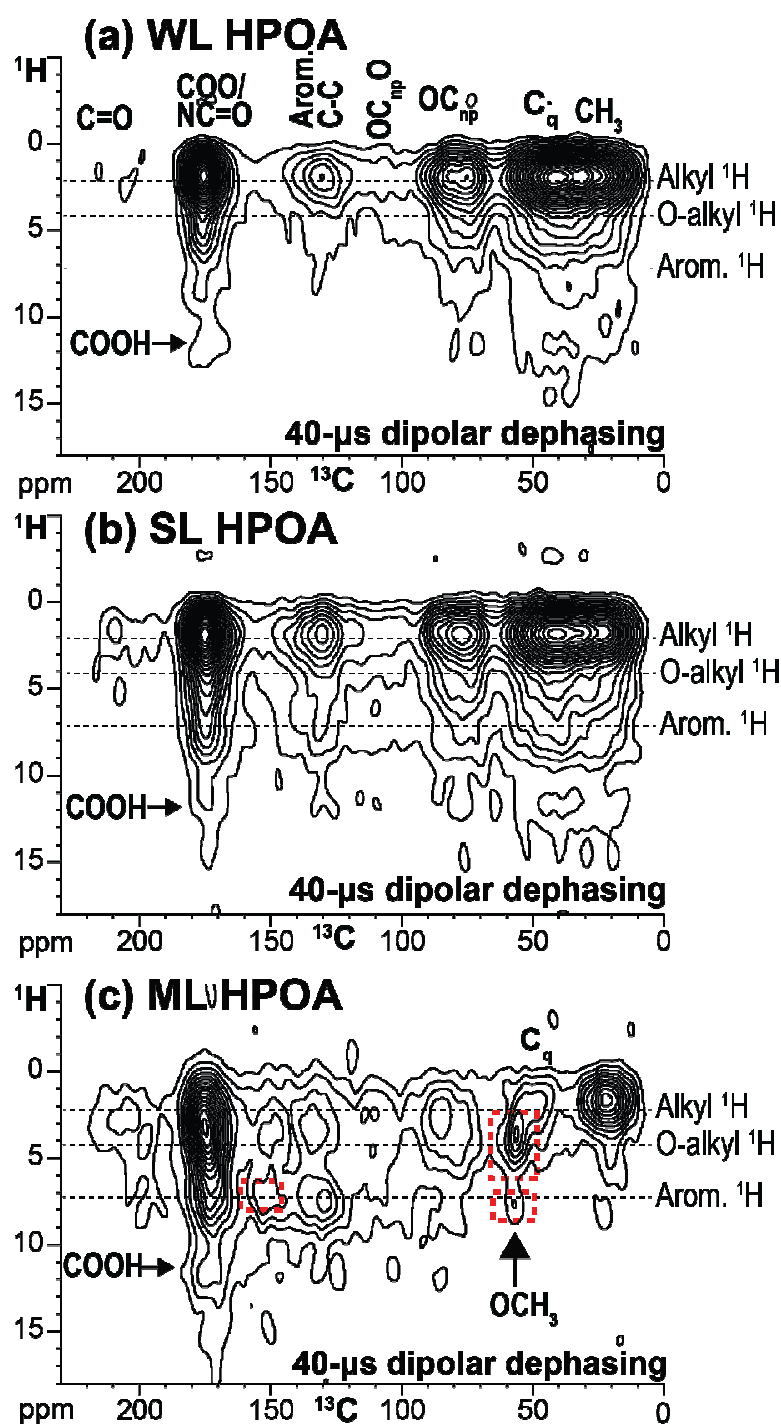 (a) WL HPOA
¹H
C=O
COO/
NC=O
Arom.
C-C
OCnpO
OCnp
Cq
CH₃
0
Alkyl ¹H
O-alkyl ¹H
5
Arom. ¹H
10
COOH
15
40-µs dipolar dephasing
ppm 200 150 ¹³C 100 50 0
(b) SL HPOA
¹H
0
Alkyl ¹H
O-alkyl ¹H
5
Arom. ¹H
10
COOH
15
40-µs dipolar dephasing
ppm 200 150 ¹³C 100 50 0
(c) ML HPOA
¹H
Cq
0
Alkyl ¹H
O-alkyl ¹H
5
Arom. ¹H
10
COOH
OCH₃
15
40-µs dipolar dephasing
ppm 200 150 ¹³C 100 50 0